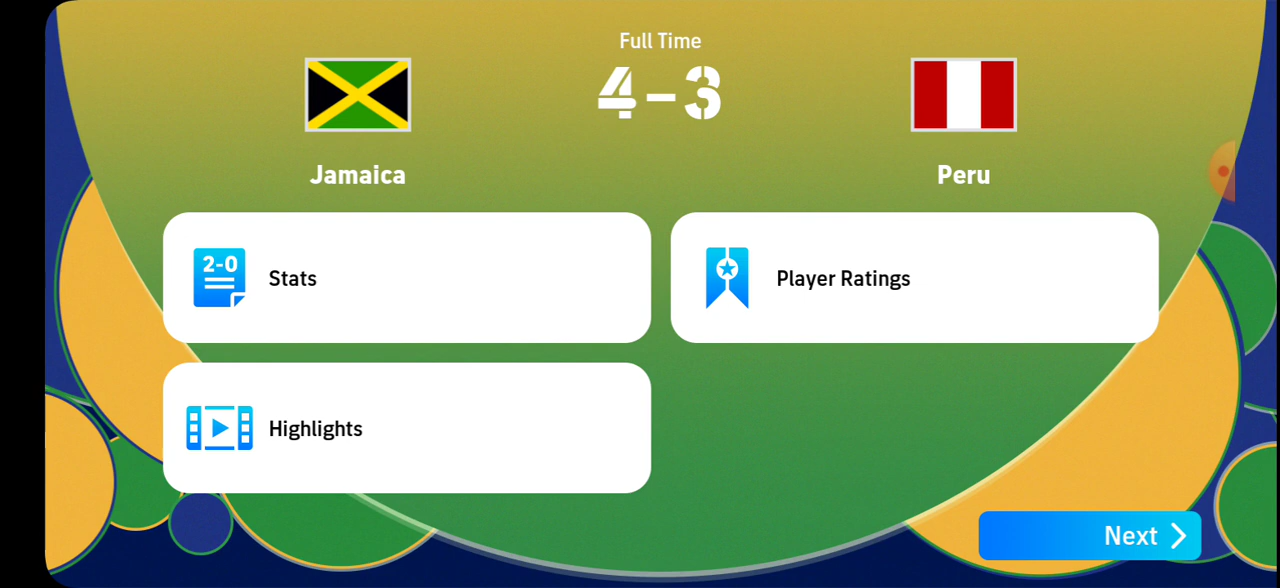 Full Time
4-3
Jamaica
Peru
2-0
Stats
Player Ratings
Highlights
Next